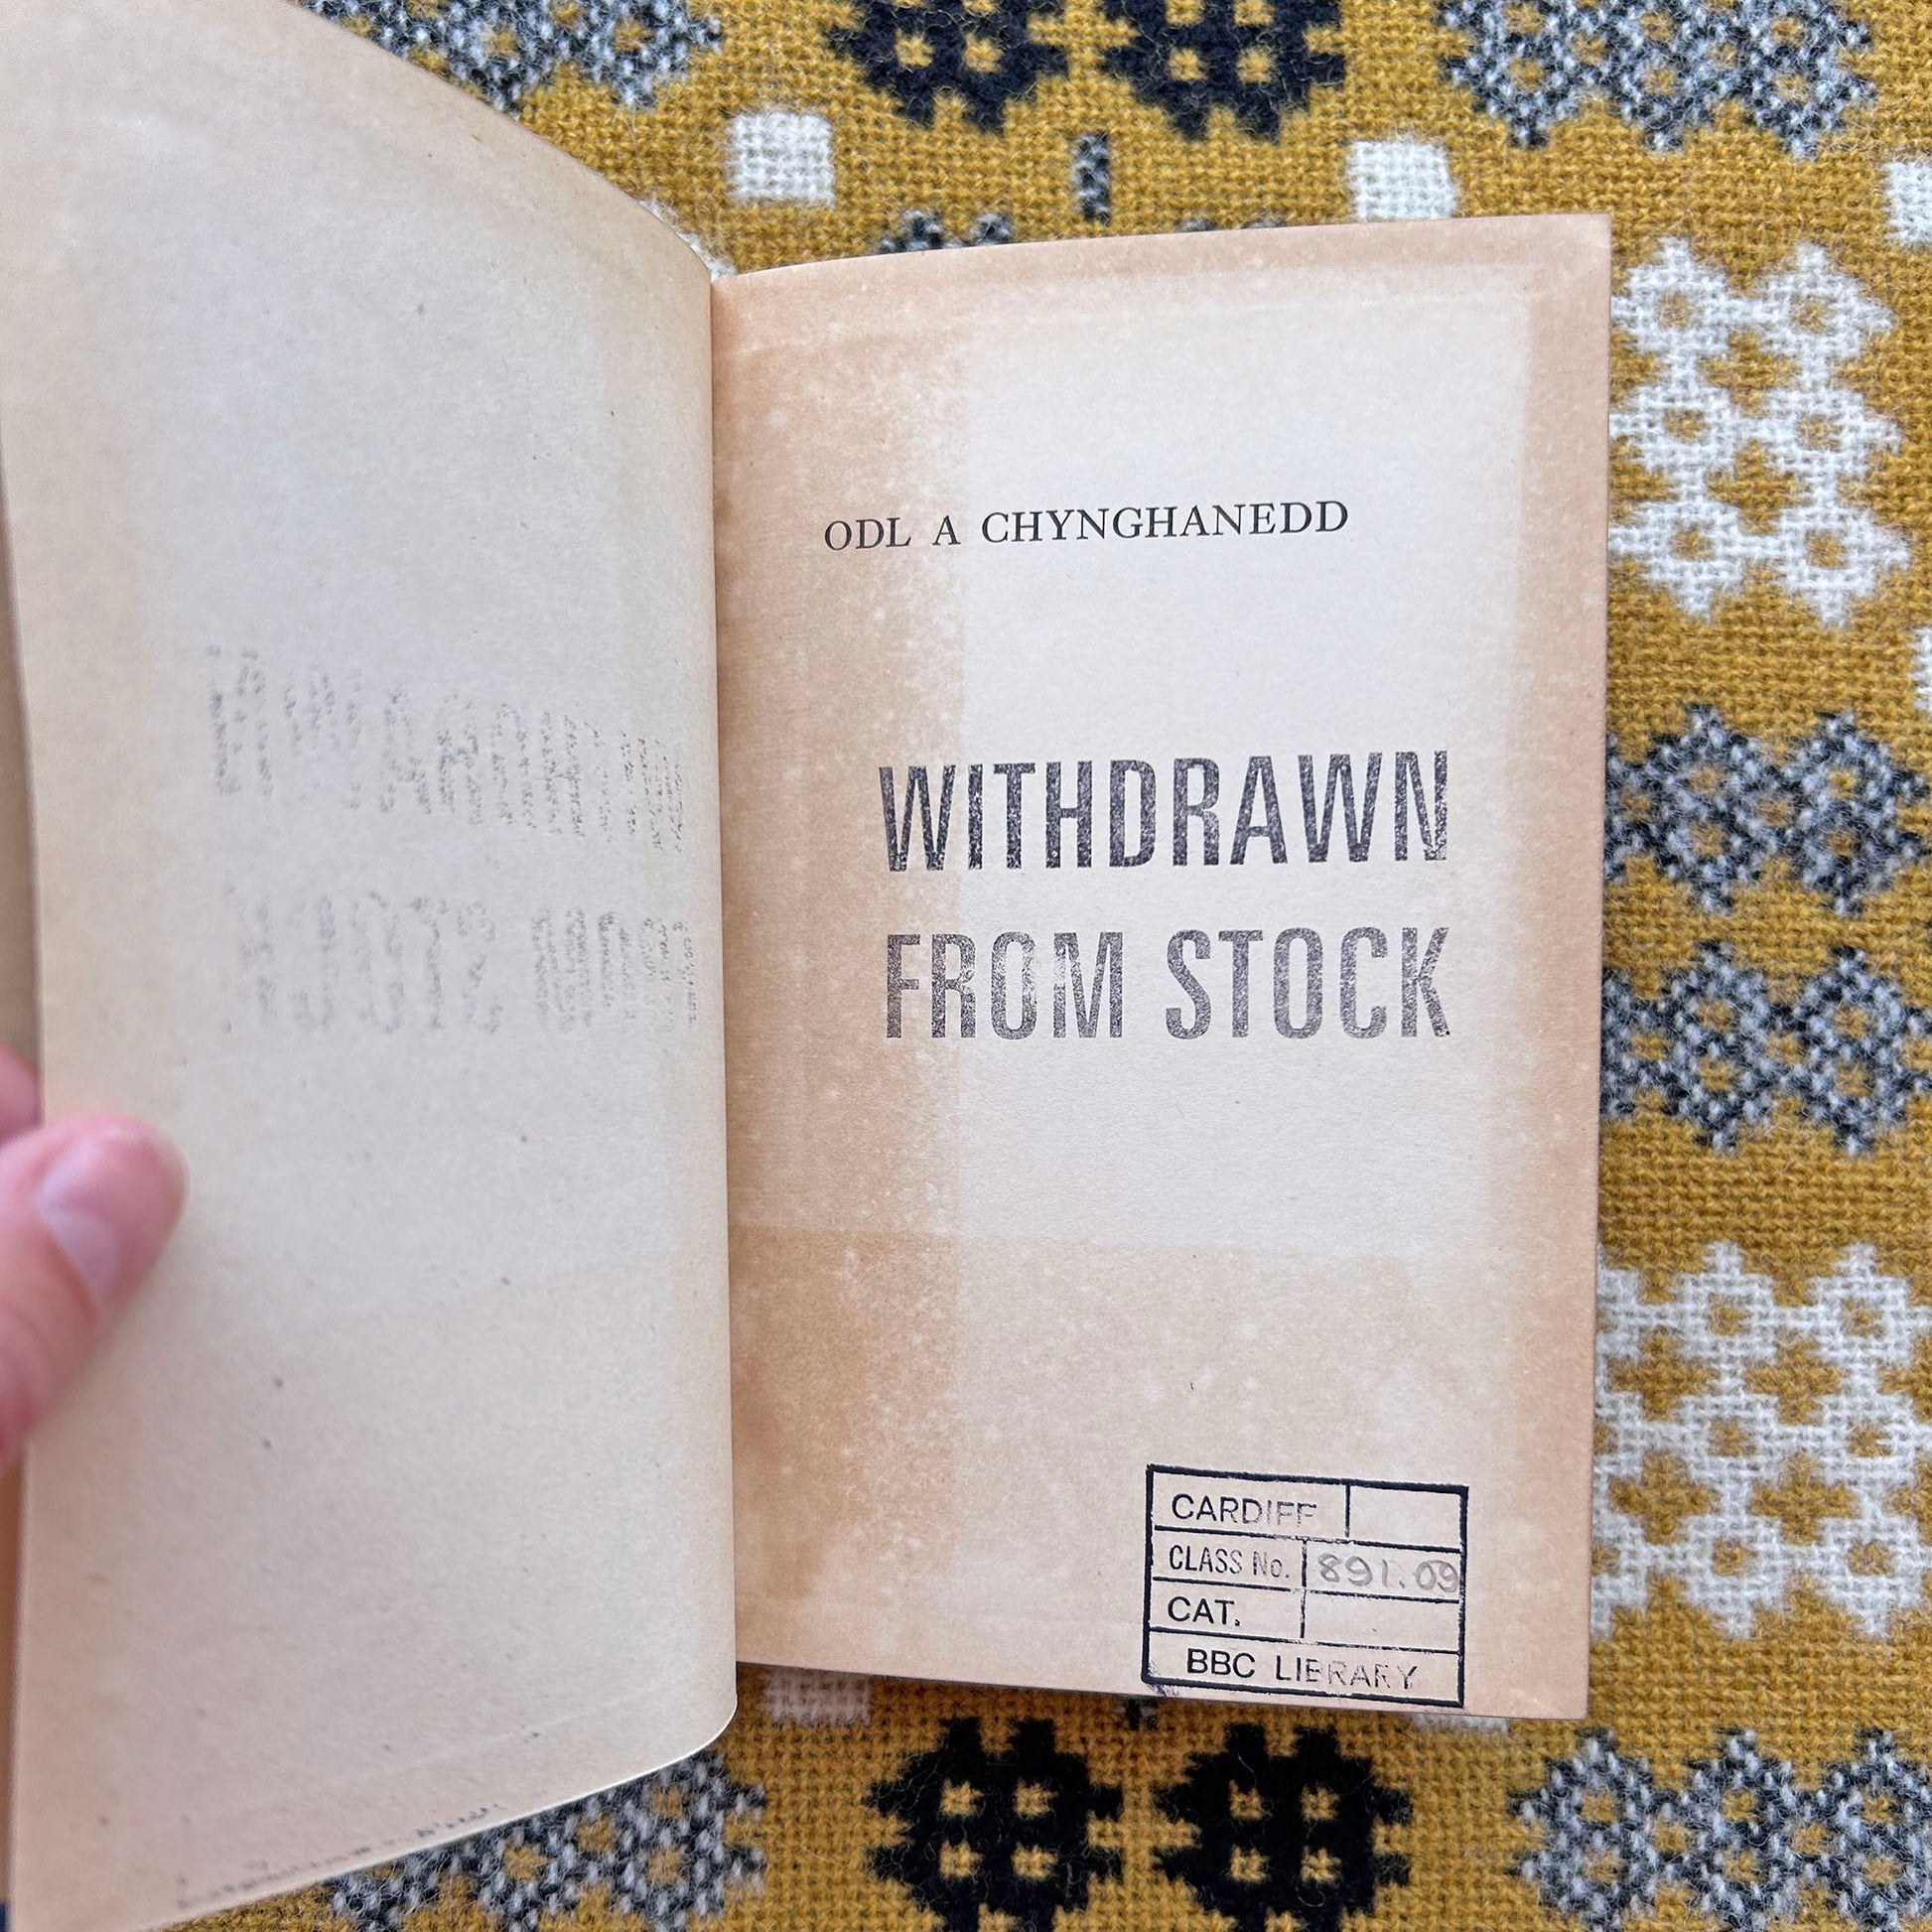 ODL A CHYNGHANEDD
WITHDRAWN
FROM STOCK
CARDIFF
CLASS No. 891.09
CAT.
BBC LIBRARY